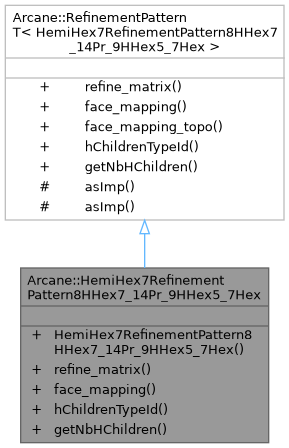 Arcane::RefinementPattern
T< HemiHex7RefinementPattern8HHex7
_14Pr_9HHex5_7Hex >
+ refine_matrix()
+ face_mapping()
+ face_mapping_topo()
+ hChildrenTypeId()
+ getNbHChildren()
# asImp()
# asImp()
Arcane::HemiHex7Refinement
Pattern8HHex7_14Pr_9HHex5_7Hex
+ HemiHex7RefinementPattern8
HHex7_14Pr_9HHex5_7Hex()
+ refine_matrix()
+ face_mapping()
+ hChildrenTypeId()
+ getNbHChildren()